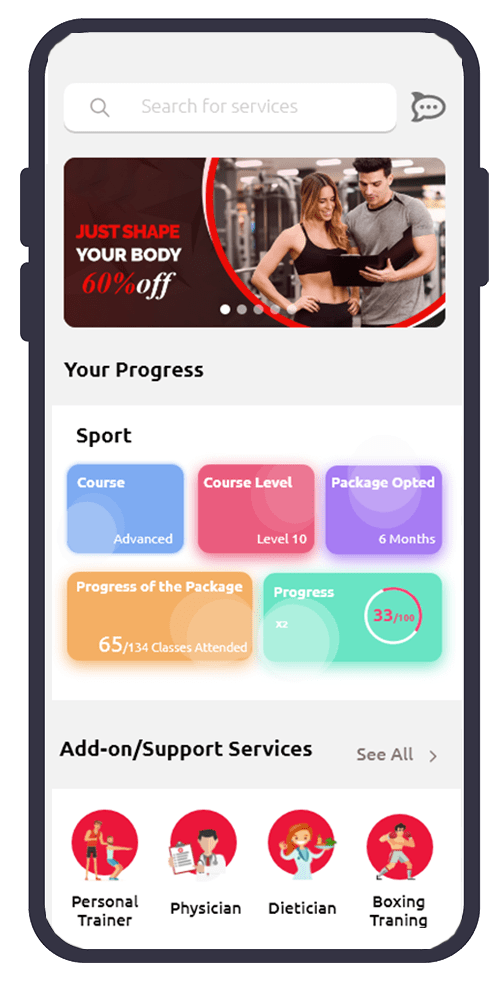 Search for services
JUST SHAPE
YOUR BODY
60%off
Your Progress
Sport
Course
Advanced
Course Level
Level 10
Package Opted
6 Months
Progress of the Package
65/134 Classes Attended
Progress
X2
33/100
Add-on/Support Services
See All
Personal
Trainer
Physician
Dietician
Boxing
Traning